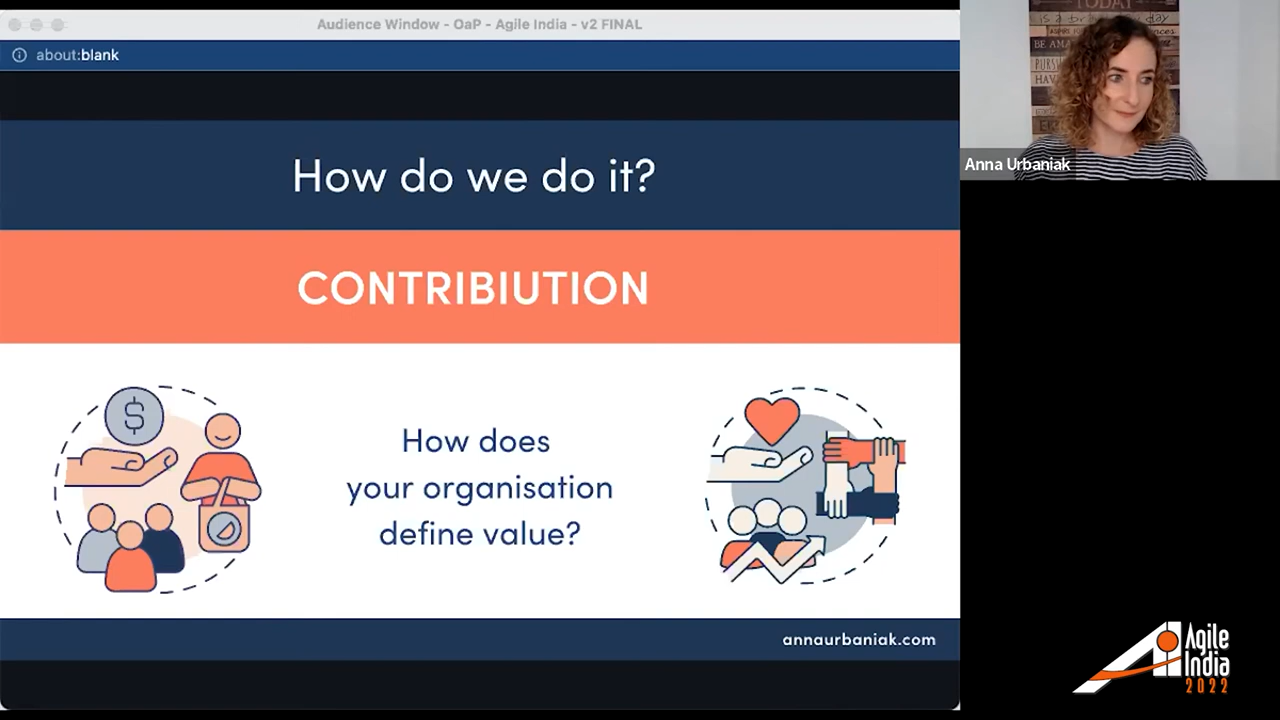 Audience Window - OaP - Agile India - v2 FINAL
about:blank
How do we do it?
CONTRIBIUTION
$
How does
your organisation
define value?
annaurbaniak.com
TODAY
Anna Urbaniak
Agile
India
2022